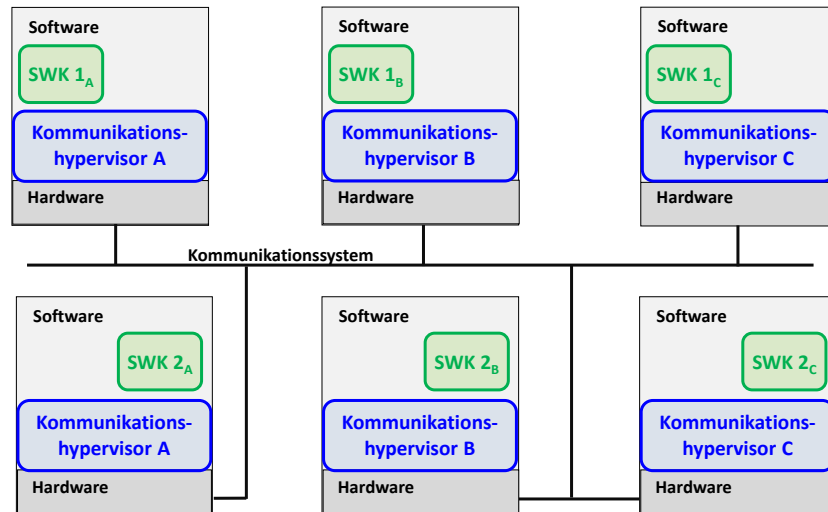 Software
SWK 1A
Kommunikations-
hypervisor A
Hardware
Software
SWK 1B
Kommunikations-
hypervisor B
Hardware
Software
SWK 1C
Kommunikations-
hypervisor C
Hardware
Kommunikationssystem
Software
SWK 2A
Kommunikations-
hypervisor A
Hardware
Software
SWK 2B
Kommunikations-
hypervisor B
Hardware
Software
SWK 2C
Kommunikations-
hypervisor C
Hardware